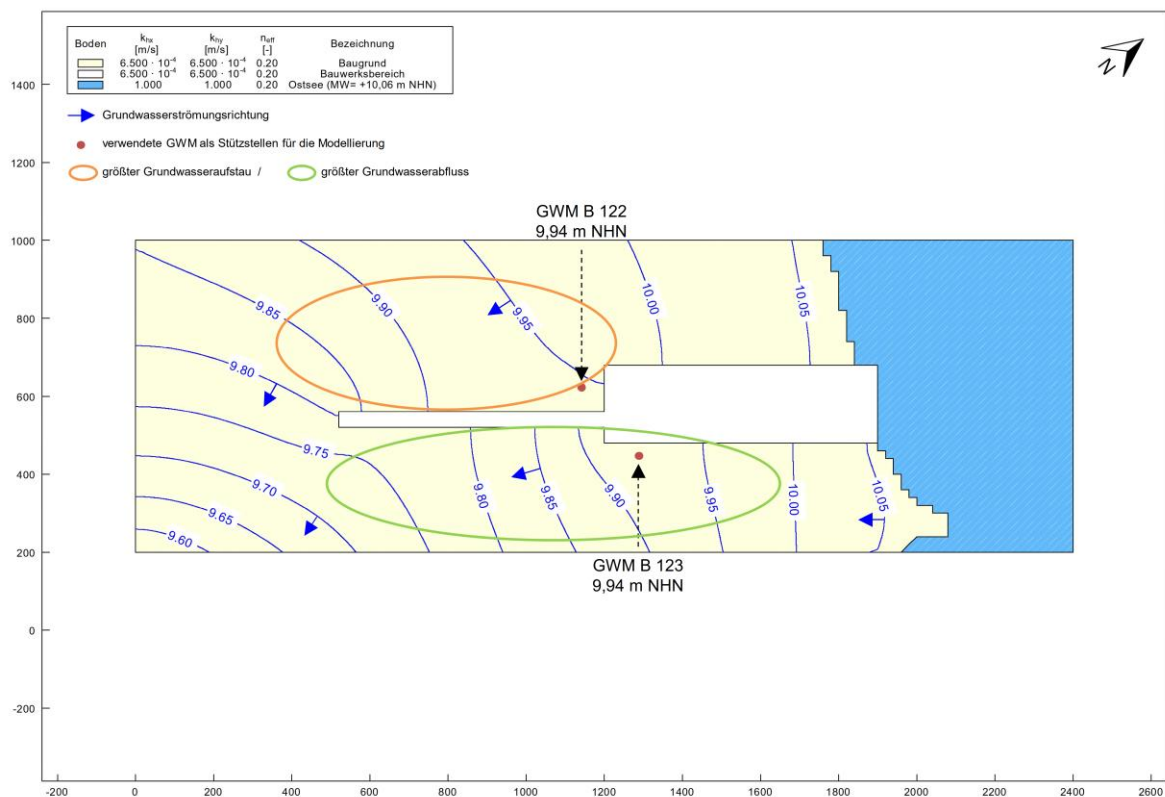 Boden khx [m/s] khy [m/s] neff [-] Bezeichnung
6.500 · 10⁻⁴ 6.500 · 10⁻⁴ 0.20 Baugrund
6.500 · 10⁻⁴ 6.500 · 10⁻⁴ 0.20 Bauwerksbereich
1.000 1.000 0.20 Ostsee (MW= +10,06 m NHN)
Grundwasserströmungsrichtung
verwendete GWM als Stützstellen für die Modellierung
größter Grundwasseraufstau / größter Grundwasserabfluss
N
GWM B 122
9,94 m NHN
9.85
9.90
9.95
10.00
10.05
9.80
9.75
9.70
9.65
9.60
9.80
9.85
9.90
9.95
10.00
10.05
GWM B 123
9,94 m NHN
1400
1200
1000
800
600
400
200
0
-200
-200 0 200 400 600 800 1000 1200 1400 1600 1800 2000 2200 2400 2600